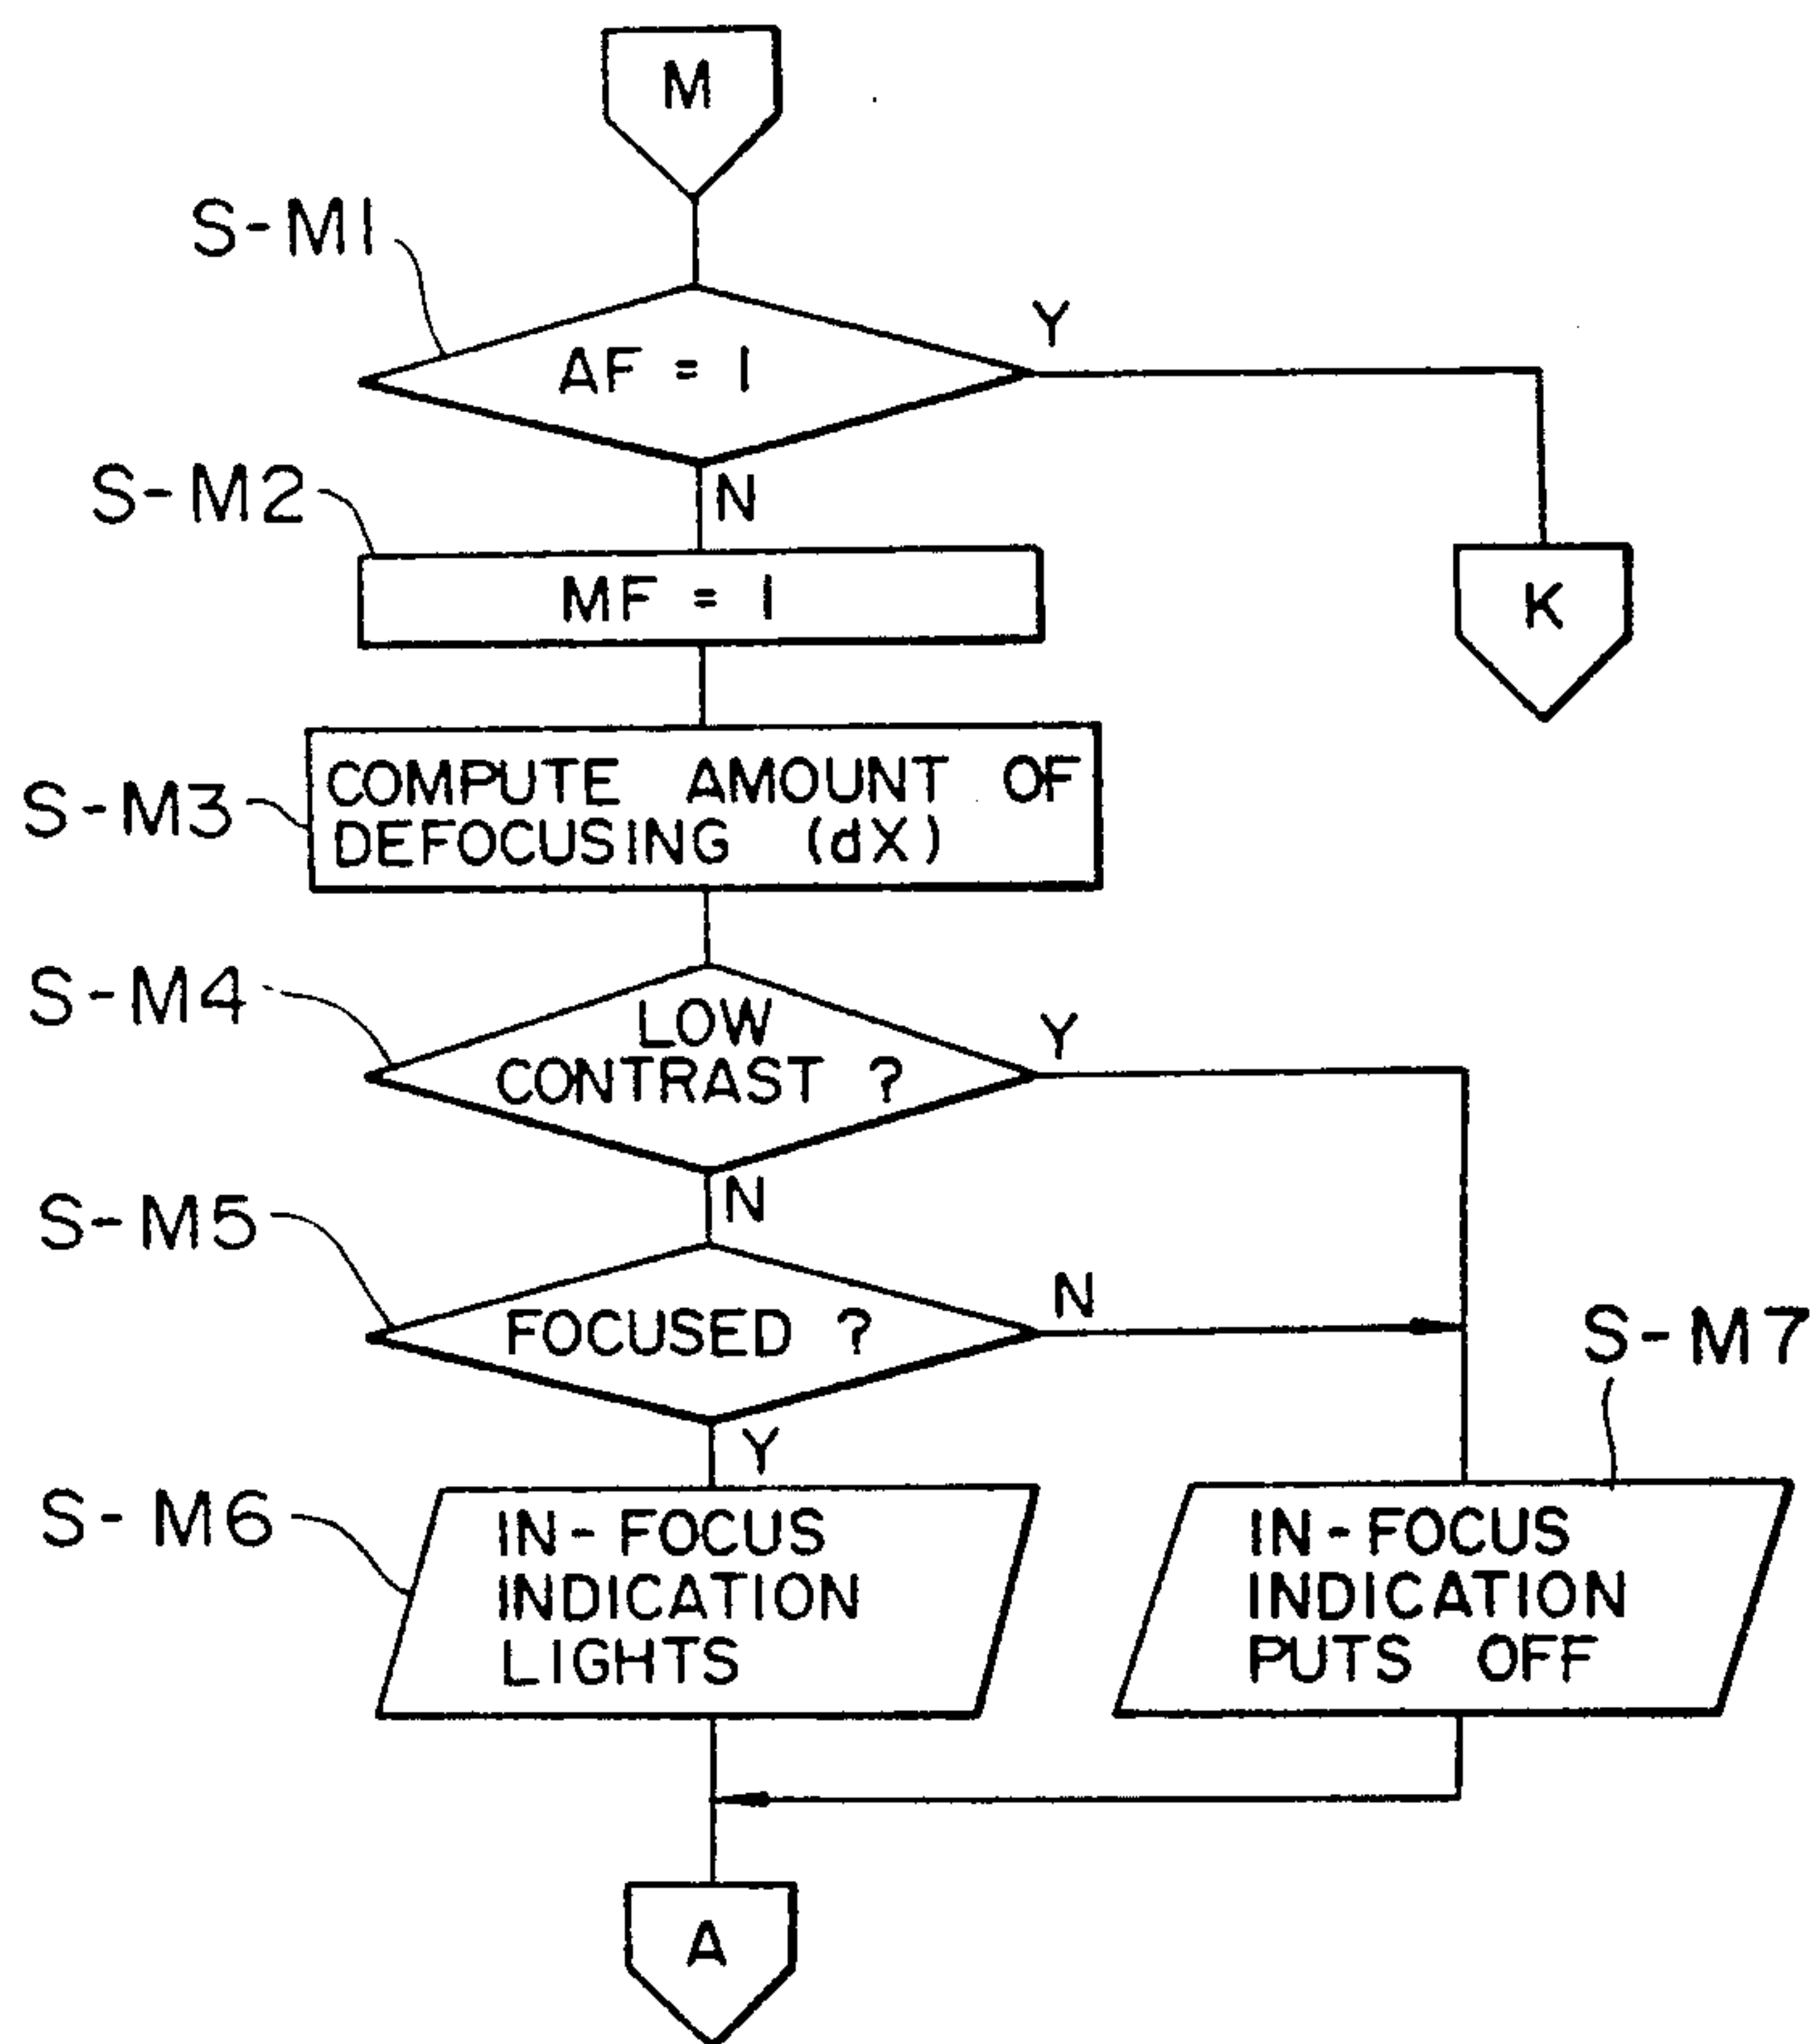 M
S-M1
AF = 1
Y
N
S-M2
MF = 1
K
S-M3
COMPUTE AMOUNT OF
DEFOCUSING (dX)
S-M4
LOW
CONTRAST ?
Y
N
S-M5
FOCUSED ?
N
Y
S-M7
S-M6
IN-FOCUS
INDICATION
LIGHTS
IN-FOCUS
INDICATION
PUTS OFF
A